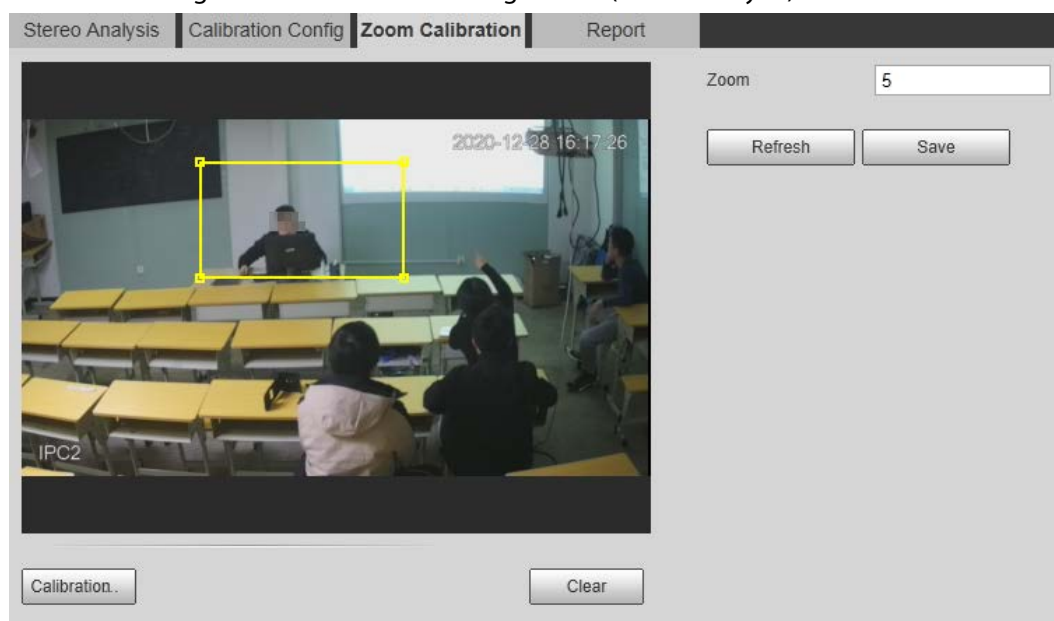 Stereo Analysis Calibration Config Zoom Calibration Report
Zoom 5
2020-12-28 16:17:26
Refresh Save
IPC2
Calibration..
Clear